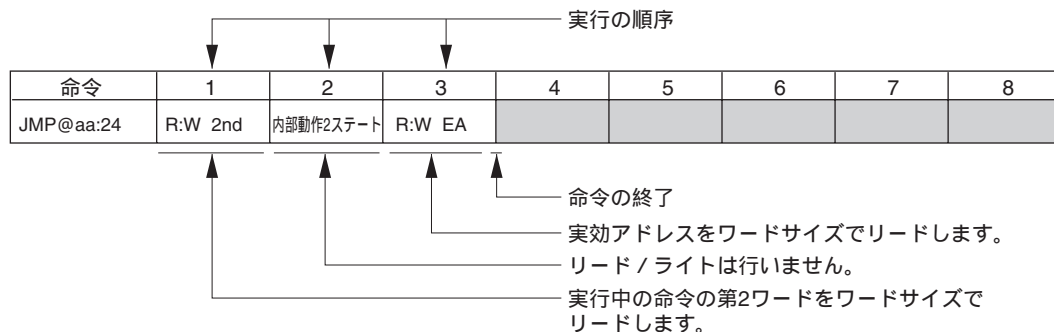 実行の順序
命令 1 2 3 4 5 6 7 8
JMP@aa:24 R:W 2nd 内部動作2ステート R:W EA
命令の終了
実効アドレスをワードサイズでリードします。
リード / ライトは行いません。
実行中の命令の第2ワードをワードサイズで
リードします。